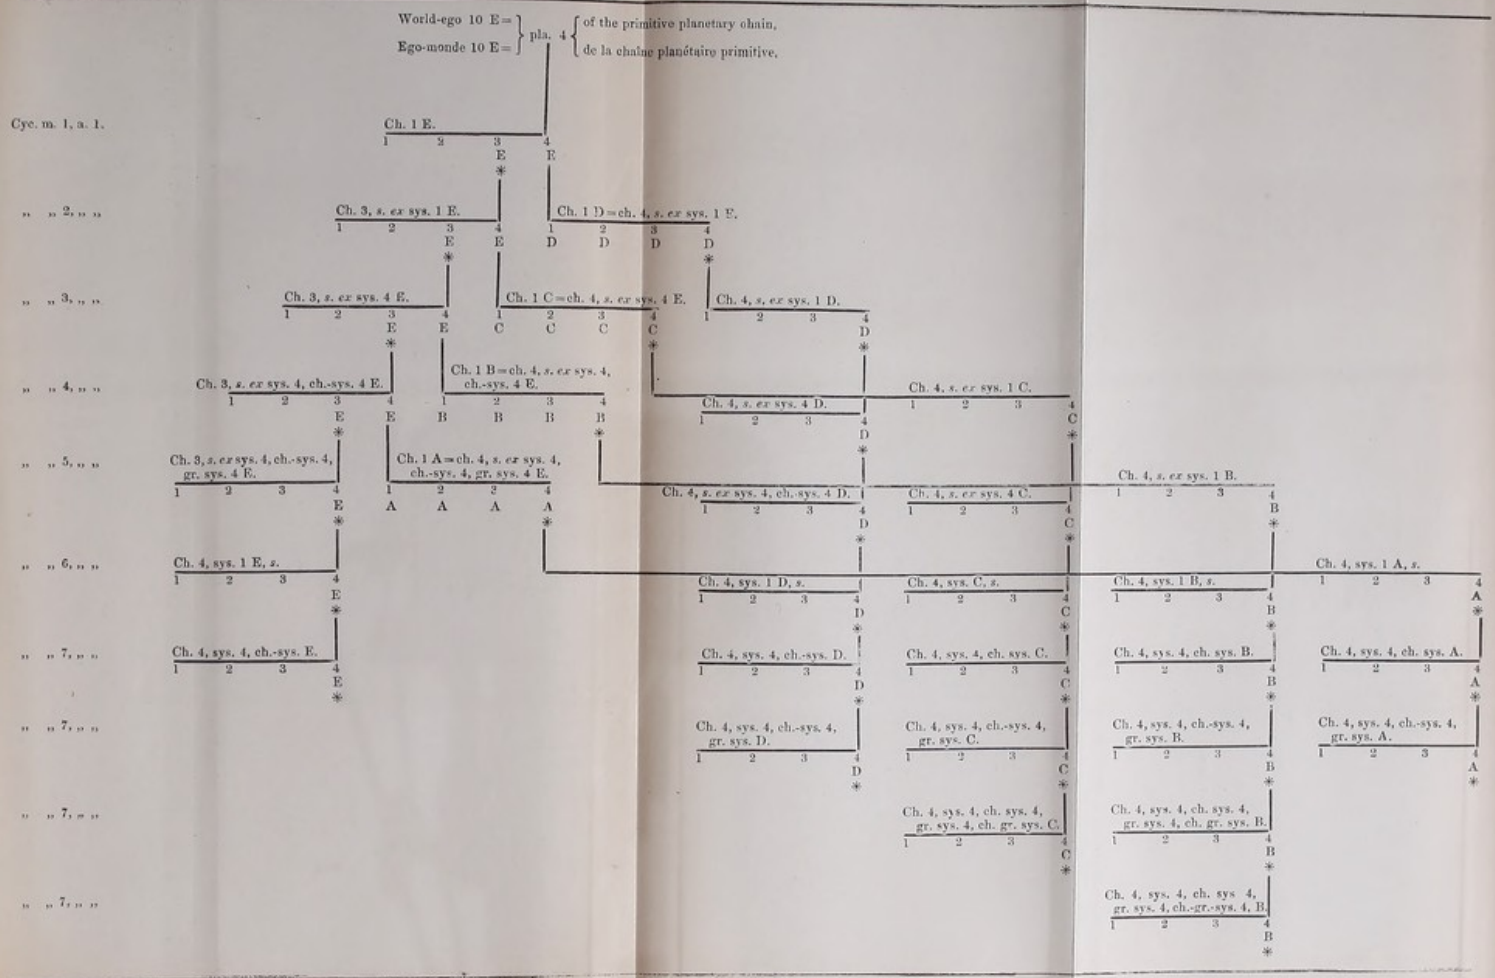 World-ego 10 E=
Ego-monde 10 E=
pla. 4
of the primitive planetary chain.
de la chaîne planétaire primitive.
Cyc. m. 1, a. 1.
Ch. 1 E.
1 2 3 4
E E
*
„ „ 2, „ „
Ch. 3, s. ex sys. 1 E.
Ch. 1 D=ch. 4, s. ex sys. 1 E.
1 2 3 4 1 2 3 4
E E D D D D
* *
„ „ 3, „ „
Ch. 3, s. ex sys. 4 E.
Ch. 1 C=ch. 4, s. ex sys. 4 E.
Ch. 4, s. ex sys. 1 D.
1 2 3 4 1 2 3 4 1 2 3 4
E E C C C C D
* * *
„ „ 4, „ „
Ch. 3, s. ex sys. 4, ch.-sys. 4 E.
Ch. 1 B=ch. 4, s. ex sys. 4,
ch.-sys. 4 E.
Ch. 4, s. ex sys. 4 D.
Ch. 4, s. ex sys. 1 C.
1 2 3 4 1 2 3 4 1 2 3 4 1 2 3 4
E E B B B B D C
* * * *
„ „ 5, „ „
Ch. 3, s. ex sys. 4, ch.-sys. 4,
gr. sys. 4 E.
Ch. 1 A=ch. 4, s. ex sys. 4,
ch.-sys. 4, gr. sys. 4 E.
Ch. 4, s. ex sys. 4, ch.-sys. 4 D.
Ch. 4, s. ex sys. 4 C.
Ch. 4, s. ex sys. 1 B.
1 2 3 4 1 2 3 4 1 2 3 4 1 2 3 4 1 2 3 4
E A A A A D C B
* * * * *
„ „ 6, „ „
Ch. 4, sys. 1 E, s.
Ch. 4, sys. 1 D, s.
Ch. 4, sys. C, s.
Ch. 4, sys. 1 B, s.
Ch. 4, sys. 1 A, s.
1 2 3 4 1 2 3 4 1 2 3 4 1 2 3 4 1 2 3 4
E D C B A
* * * * *
„ „ 7, „ „
Ch. 4, sys. 4, ch.-sys. E.
Ch. 4, sys. 4, ch.-sys. D.
Ch. 4, sys. 4, ch. sys. C.
Ch. 4, sys. 4, ch. sys. B.
Ch. 4, sys. 4, ch. sys. A.
1 2 3 4 1 2 3 4 1 2 3 4 1 2 3 4 1 2 3 4
E D C B A
* * * * *
„ „ 7, „ „
Ch. 4, sys. 4, ch.-sys. 4,
gr. sys. D.
Ch. 4, sys. 4, ch.-sys. 4,
gr. sys. C.
Ch. 4, sys. 4, ch.-sys. 4,
gr. sys. B.
Ch. 4, sys. 4, ch.-sys. 4,
gr. sys. A.
1 2 3 4 1 2 3 4 1 2 3 4 1 2 3 4
D C B A
* * * *
„ „ 7, „ „
Ch. 4, sys. 4, ch. sys. 4,
gr. sys. 4, ch. gr. sys. C.
Ch. 4, sys. 4, ch. sys. 4,
gr. sys. 4, ch. gr. sys. B.
1 2 3 4 1 2 3 4
C B
* *
„ „ 7, „ „
Ch. 4, sys. 4, ch. sys 4,
gr. sys. 4, ch.-gr.-sys. 4, B.
1 2 3 4
B
*